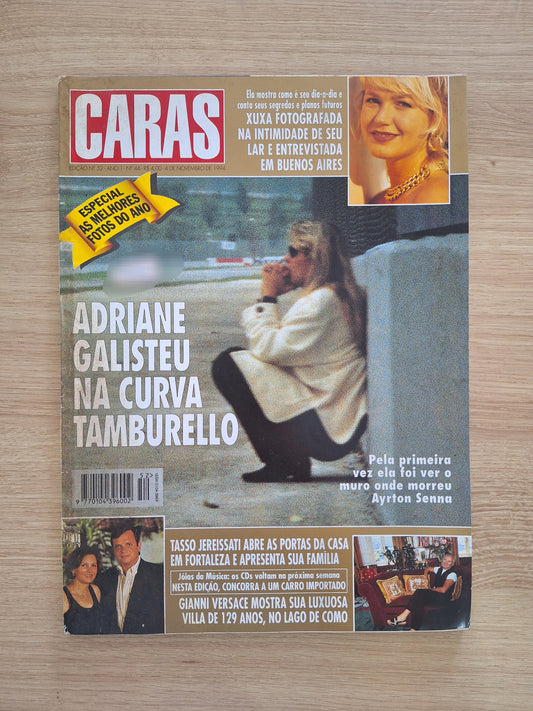 CARAS
EDIÇÃO Nº 52 · ANO 1 · Nº 44 · R$ 4,00 · 4 DE NOVEMBRO DE 1994
Ela mostra como é seu dia-a-dia e
conta seus segredos e planos futuros
XUXA FOTOGRAFADA
NA INTIMIDADE DE SEU
LAR E ENTREVISTADA
EM BUENOS AIRES
ESPECIAL
AS MELHORES
FOTOS DO ANO
ADRIANE
GALISTEU
NA CURVA
TAMBURELLO
Pela primeira
vez ela foi ver o
muro onde morreu
Ayrton Senna
9 770104 396002
TASSO JEREISSATI ABRE AS PORTAS DA CASA
EM FORTALEZA E APRESENTA SUA FAMÍLIA
Jóias da Música: os CDs voltam na próxima semana
NESTA EDIÇÃO, CONCORRA A UM CARRO IMPORTADO
GIANNI VERSACE MOSTRA SUA LUXUOSA
VILLA DE 129 ANOS, NO LAGO DE COMO